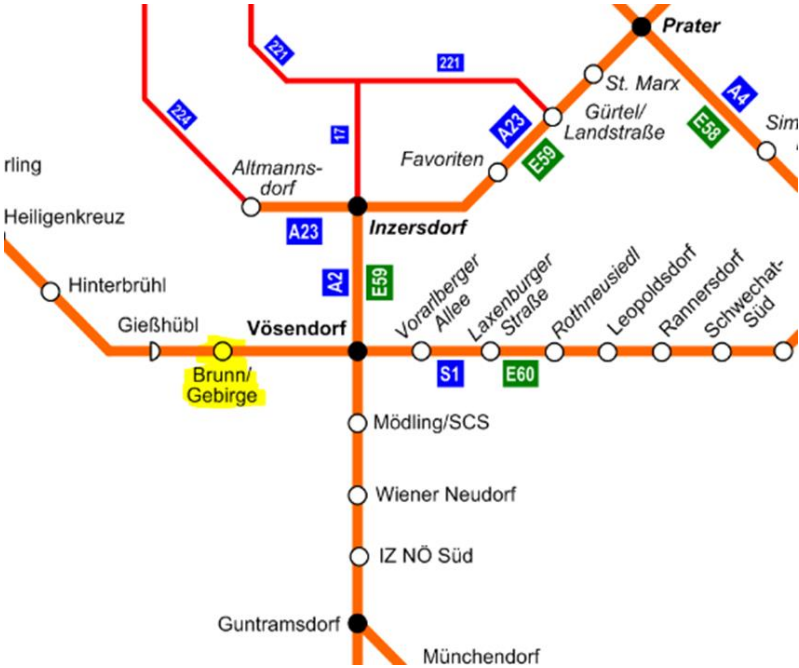 Prater
221
221
St. Marx
A4
224
A23
Gürtel/
Landstraße
E58
17
E59
Favoriten
rling
Altmanns-
dorf
Heiligenkreuz
A23
Inzersdorf
Hinterbrühl
A2
E59
Vorarlberger
Allee
Laxenburger
Straße
Rothneusiedl
Leopoldsdorf
Rannersdorf
Schwechat-
Süd
Gießhübl
Vösendorf
Brunn/
Gebirge
S1
E60
Mödling/SCS
Wiener Neudorf
IZ NÖ Süd
Guntramsdorf
Münchendorf